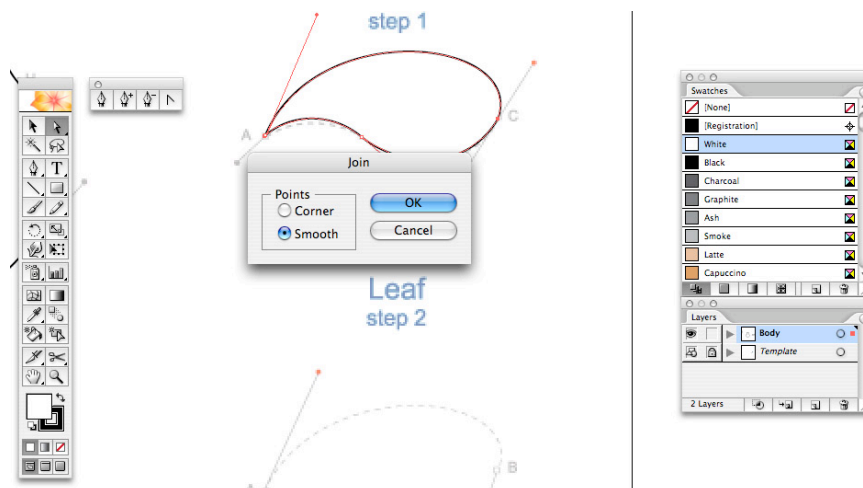 step 1
A
C
Join
Points
Corner
Smooth
OK
Cancel
Leaf
step 2
B
Swatches
[None]
[Registration]
White
Black
Charcoal
Graphite
Ash
Smoke
Latte
Capuccino
Layers
Body
Template
2 Layers